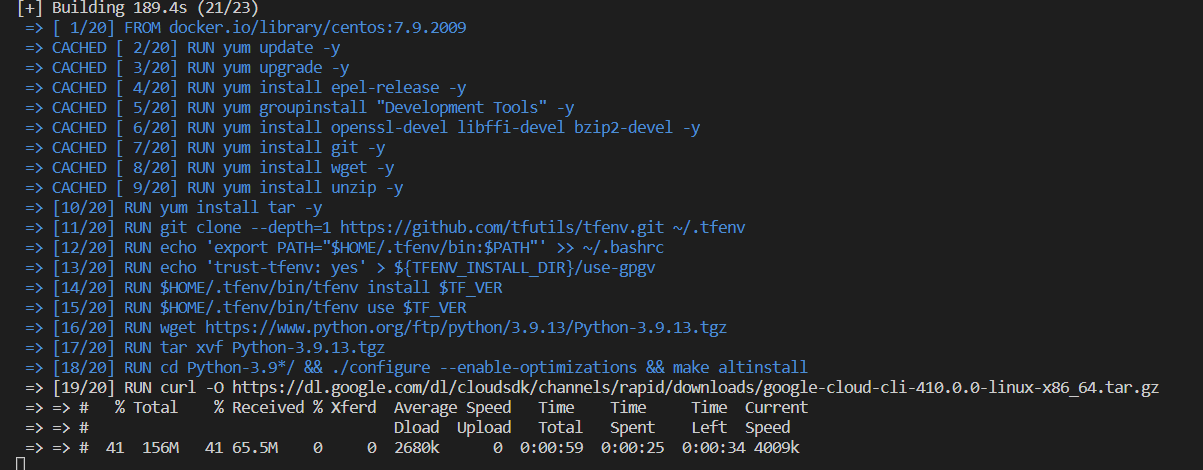 [+] Building 189.4s (21/23)
=> [ 1/20] FROM docker.io/library/centos:7.9.2009
=> CACHED [ 2/20] RUN yum update -y
=> CACHED [ 3/20] RUN yum upgrade -y
=> CACHED [ 4/20] RUN yum install epel-release -y
=> CACHED [ 5/20] RUN yum groupinstall "Development Tools" -y
=> CACHED [ 6/20] RUN yum install openssl-devel libffi-devel bzip2-devel -y
=> CACHED [ 7/20] RUN yum install git -y
=> CACHED [ 8/20] RUN yum install wget -y
=> CACHED [ 9/20] RUN yum install unzip -y
=> [10/20] RUN yum install tar -y
=> [11/20] RUN git clone --depth=1 https://github.com/tfutils/tfenv.git ~/.tfenv
=> [12/20] RUN echo 'export PATH="$HOME/.tfenv/bin:$PATH"' >> ~/.bashrc
=> [13/20] RUN echo 'trust-tfenv: yes' > ${TFENV_INSTALL_DIR}/use-gpgv
=> [14/20] RUN $HOME/.tfenv/bin/tfenv install $TF_VER
=> [15/20] RUN $HOME/.tfenv/bin/tfenv use $TF_VER
=> [16/20] RUN wget https://www.python.org/ftp/python/3.9.13/Python-3.9.13.tgz
=> [17/20] RUN tar xvf Python-3.9.13.tgz
=> [18/20] RUN cd Python-3.9*/ && ./configure --enable-optimizations && make altinstall
=> [19/20] RUN curl -O https://dl.google.com/dl/cloudsdk/channels/rapid/downloads/google-cloud-cli-410.0.0-linux-x86_64.tar.gz
=> => # % Total % Received % Xferd Average Speed Time Time Time Current
=> => # Dload Upload Total Spent Left Speed
=> => # 41 156M 41 65.5M 0 0 2680k 0 0:00:59 0:00:25 0:00:34 4009k